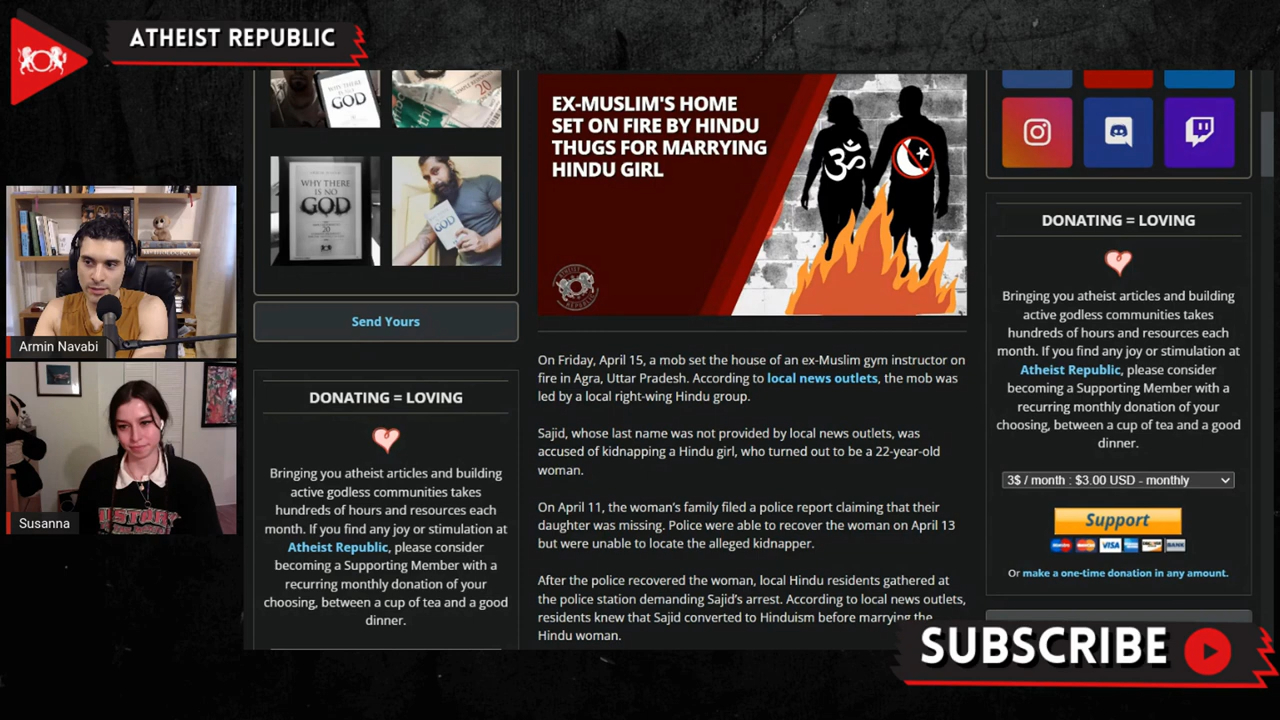 ATHEIST REPUBLIC
Armin Navabi
Susanna
GOD
20
WHY THERE
IS NO
GOD
GOD
Send Yours
DONATING = LOVING
Bringing you atheist articles and building
active godless communities takes
hundreds of hours and resources each
month. If you find any joy or stimulation at
Atheist Republic, please consider
becoming a Supporting Member with a
recurring monthly donation of your
choosing, between a cup of tea and a good
dinner.
EX-MUSLIM'S HOME
SET ON FIRE BY HINDU
THUGS FOR MARRYING
HINDU GIRL
ॐ
On Friday, April 15, a mob set the house of an ex-Muslim gym instructor on
fire in Agra, Uttar Pradesh. According to local news outlets, the mob was
led by a local right-wing Hindu group.
Sajid, whose last name was not provided by local news outlets, was
accused of kidnapping a Hindu girl, who turned out to be a 22-year-old
woman.
On April 11, the woman's family filed a police report claiming that their
daughter was missing. Police were able to recover the woman on April 13
but were unable to locate the alleged kidnapper.
After the police recovered the woman, local Hindu residents gathered at
the police station demanding Sajid's arrest. According to local news outlets,
residents knew that Sajid converted to Hinduism before marrying the
Hindu woman.
DONATING = LOVING
Bringing you atheist articles and building
active godless communities takes
hundreds of hours and resources each
month. If you find any joy or stimulation at
Atheist Republic, please consider
becoming a Supporting Member with a
recurring monthly donation of your
choosing, between a cup of tea and a good
dinner.
3$ / month : $3.00 USD - monthly
Support
VISA
BANK
Or make a one-time donation in any amount.
SUBSCRIBE